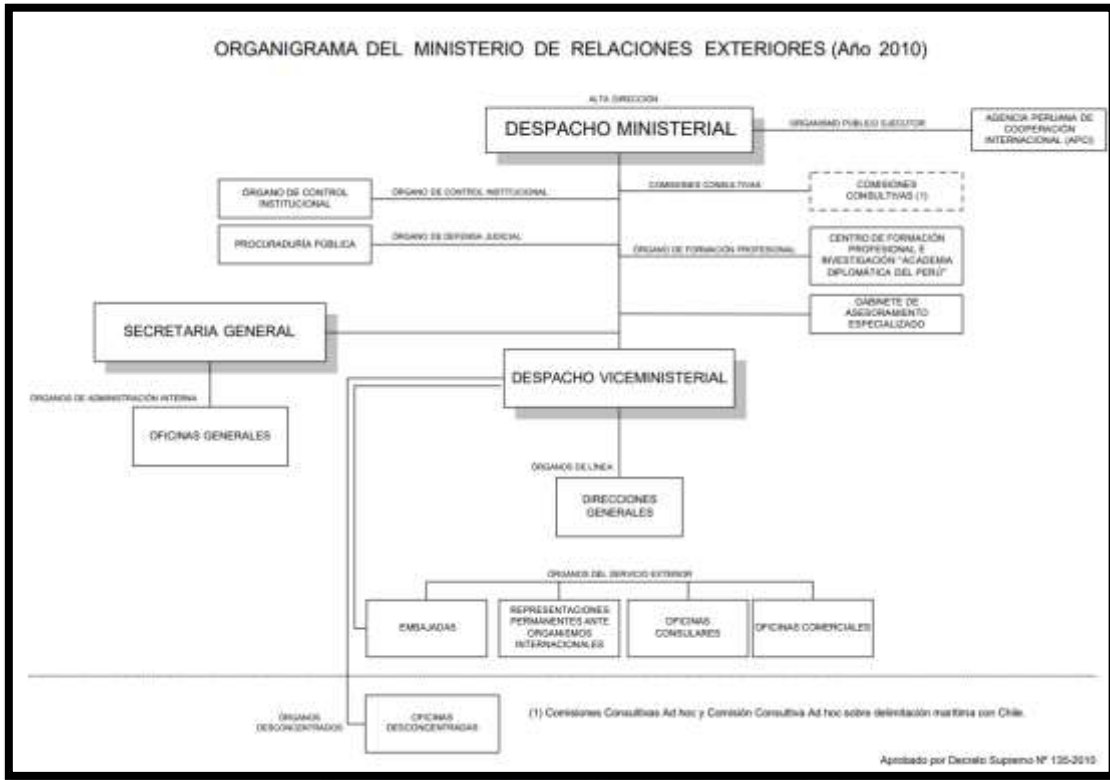 ORGANIGRAMA DEL MINISTERIO DE RELACIONES EXTERIORES (Año 2010)
ALTA DIRECCIÓN
DESPACHO MINISTERIAL
ORGANISMO PÚBLICO EJECUTOR
AGENCIA PERUANA DE
COOPERACIÓN
INTERNACIONAL (APCI)
ÓRGANO DE CONTROL
INSTITUCIONAL
ÓRGANO DE CONTROL INSTITUCIONAL
COMISIONES CONSULTIVAS
COMISIONES
CONSULTIVAS (1)
PROCURADURÍA PÚBLICA
ÓRGANO DE DEFENSA JUDICIAL
ÓRGANO DE FORMACIÓN PROFESIONAL
CENTRO DE FORMACIÓN
PROFESIONAL E
INVESTIGACIÓN "ACADEMIA
DIPLOMÁTICA DEL PERÚ"
GABINETE DE
ASESORAMIENTO
ESPECIALIZADO
SECRETARIA GENERAL
DESPACHO VICEMINISTERIAL
ÓRGANOS DE ADMINISTRACIÓN INTERNA
OFICINAS GENERALES
ÓRGANOS DE LÍNEA
DIRECCIONES
GENERALES
ÓRGANOS DEL SERVICIO EXTERIOR
EMBAJADAS
REPRESENTACIONES
PERMANENTES ANTE
ORGANISMOS
INTERNACIONALES
OFICINAS
CONSULARES
OFICINAS COMERCIALES
ÓRGANOS
DESCONCENTRADOS
OFICINAS
DESCONCENTRADAS
(1) Comisiones Consultivas Ad hoc y Comisión Consultiva Ad hoc sobre delimitación marítima con Chile.
Aprobado por Decreto Supremo Nº 135-2010